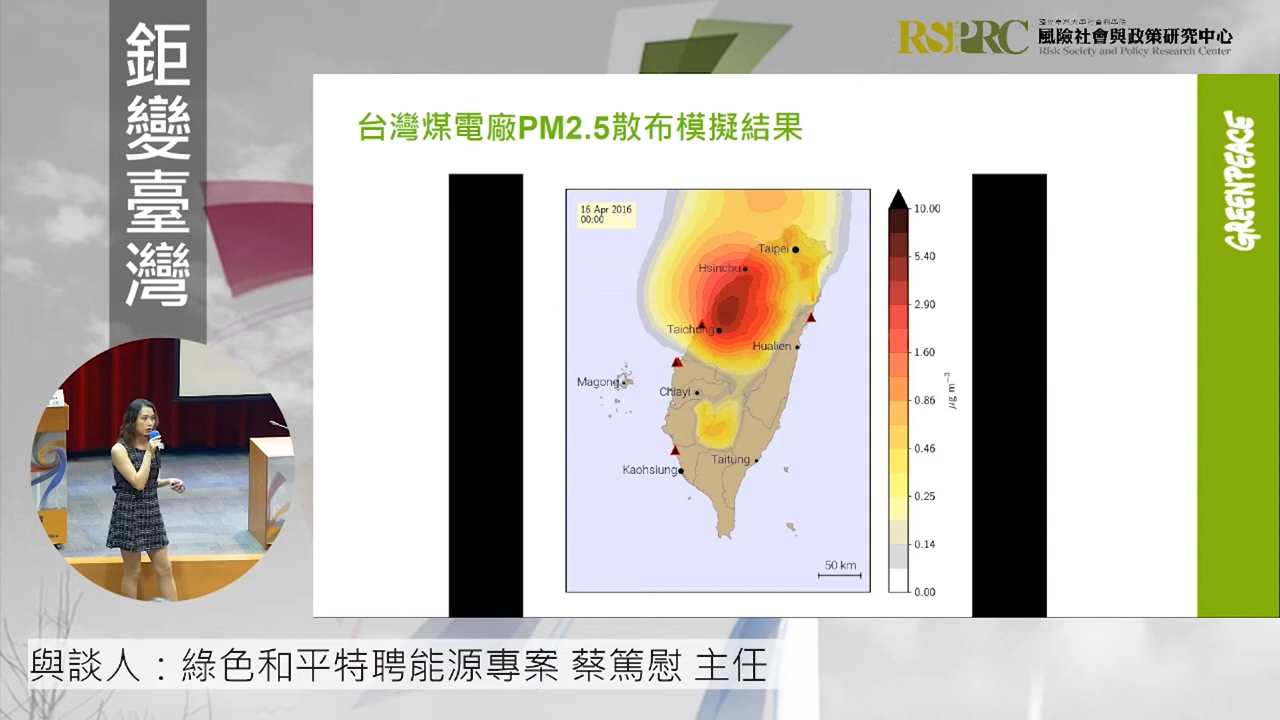 鉅變臺灣
RSPRC
國立臺灣大學社會科學院
風險社會與政策研究中心
Risk Society and Policy Research Center
台灣煤電廠PM2.5散布模擬結果
GREENPEACE
16 Apr 2016
00:00
Taipei
Hsinchu
Taichung
Hualien
Magong
Chiayi
Taitung
Kaohsiung
50 km
10.00
5.40
2.90
1.60
0.86
0.46
0.25
0.14
0.00
μg m⁻³
與談人：綠色和平特聘能源專案 蔡篤慰 主任